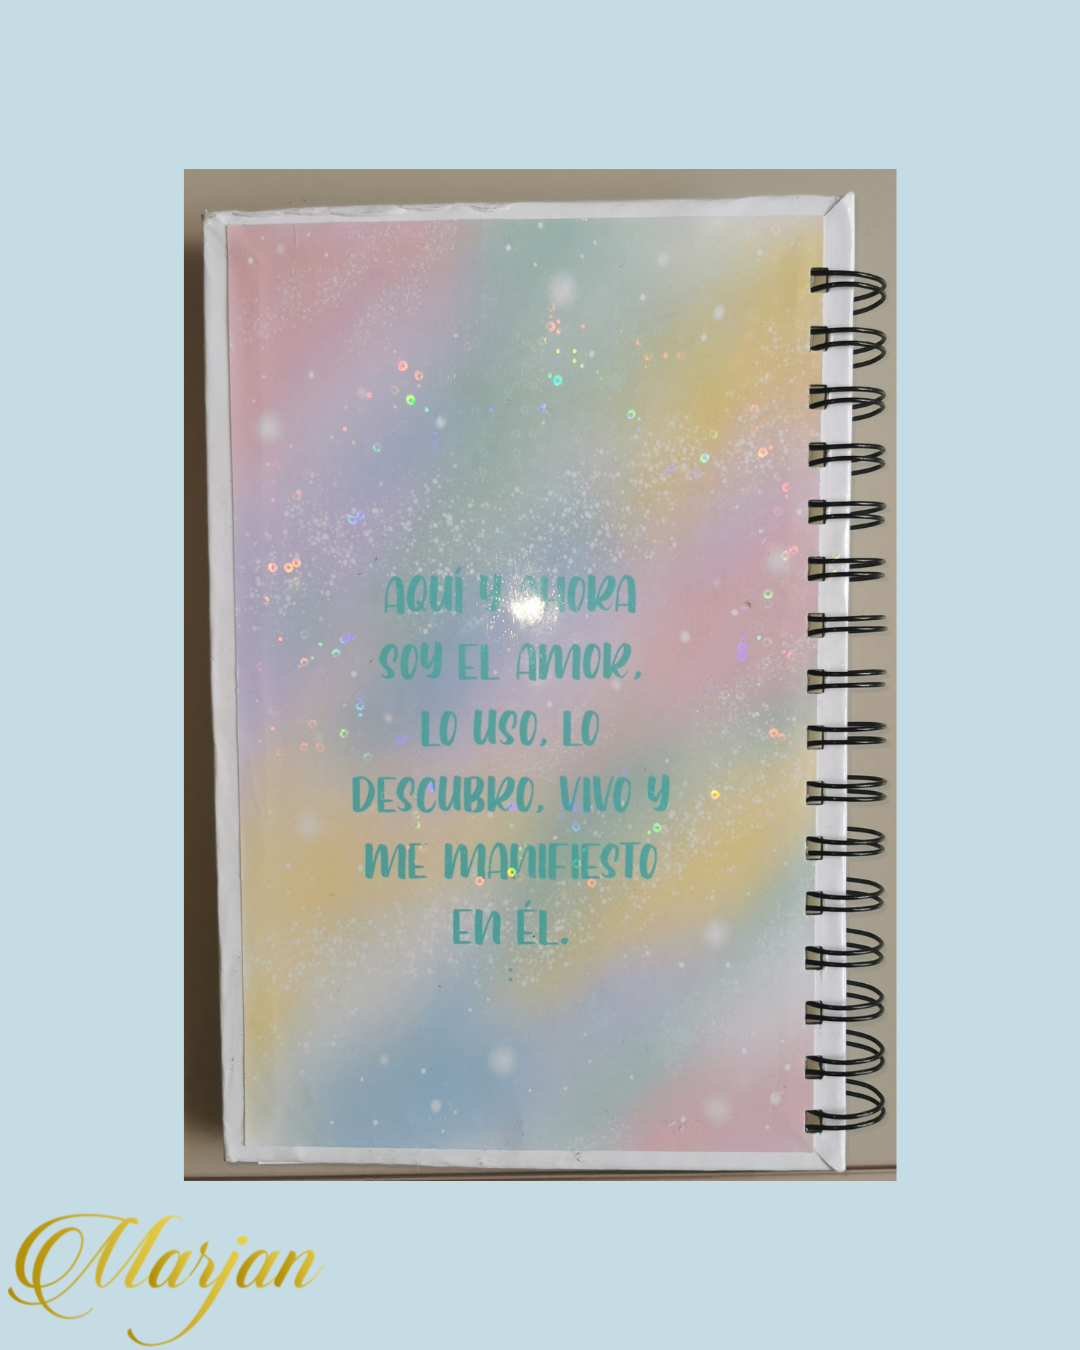 AQUÍ Y AHORA
SOY EL AMOR,
LO USO, LO
DESCUBRO, VIVO Y
ME MANIFIESTO
EN ÉL.
:
Marjan